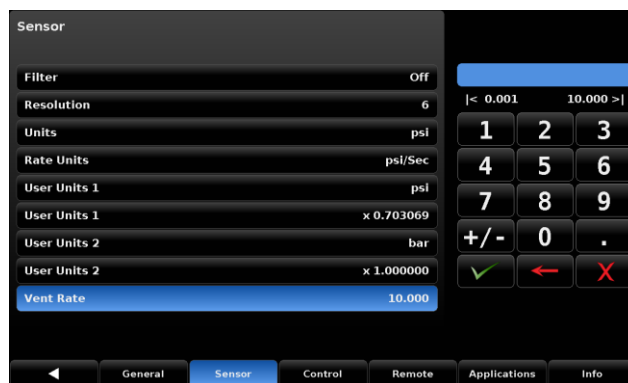 Sensor
Filter Off
Resolution 6
Units psi
Rate Units psi/Sec
User Units 1 psi
User Units 1 x 0.703069
User Units 2 bar
User Units 2 x 1.000000
Vent Rate 10.000
|< 0.001 10.000 >|
1 2 3
4 5 6
7 8 9
+/- 0 .
X
General Sensor Control Remote Applications Info